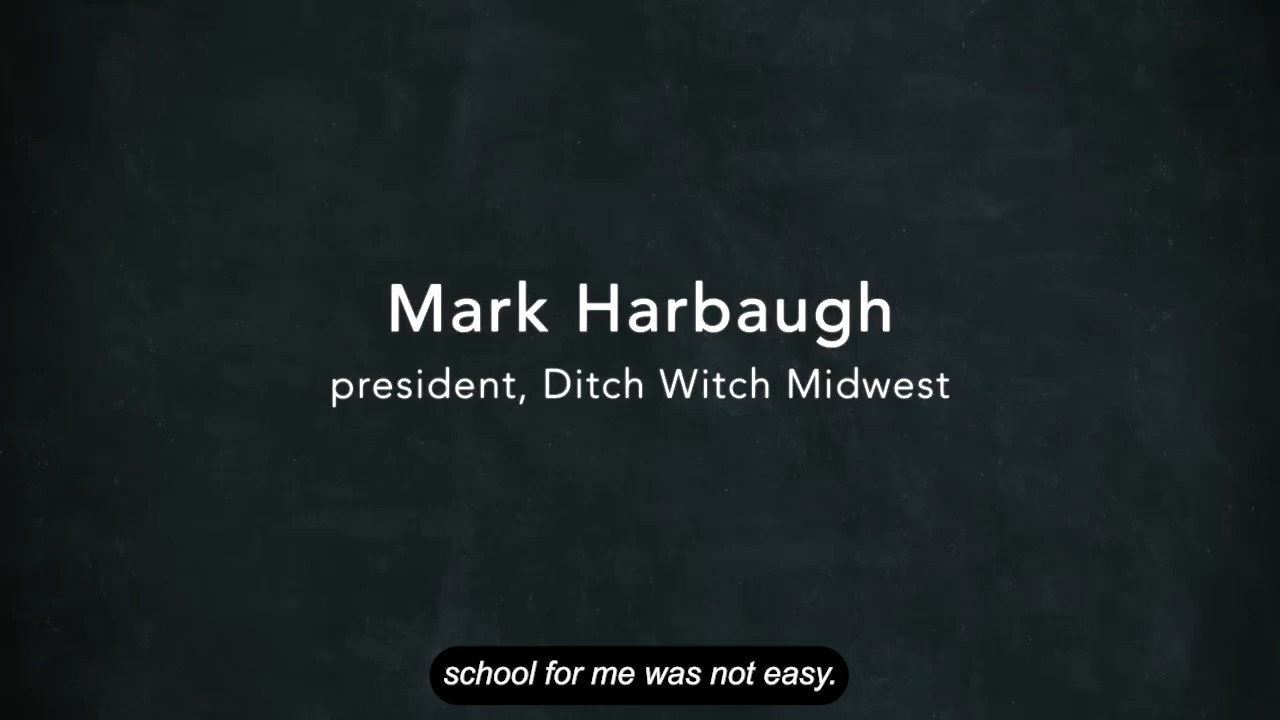 Mark Harbaugh
president, Ditch Witch Midwest
school for me was not easy.